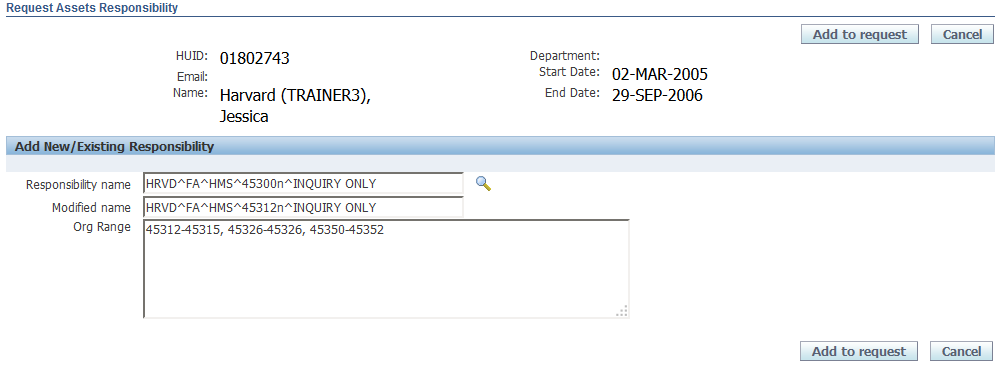 Request Assets Responsibility
Add to request Cancel
HUID: 01802743
Email:
Name: Harvard (TRAINER3),
Jessica
Department:
Start Date: 02-MAR-2005
End Date: 29-SEP-2006
Add New/Existing Responsibility
Responsibility name HRVD^FA^HMS^45300n^INQUIRY ONLY
Modified name HRVD^FA^HMS^45312n^INQUIRY ONLY
Org Range 45312-45315, 45326-45326, 45350-45352
Add to request Cancel